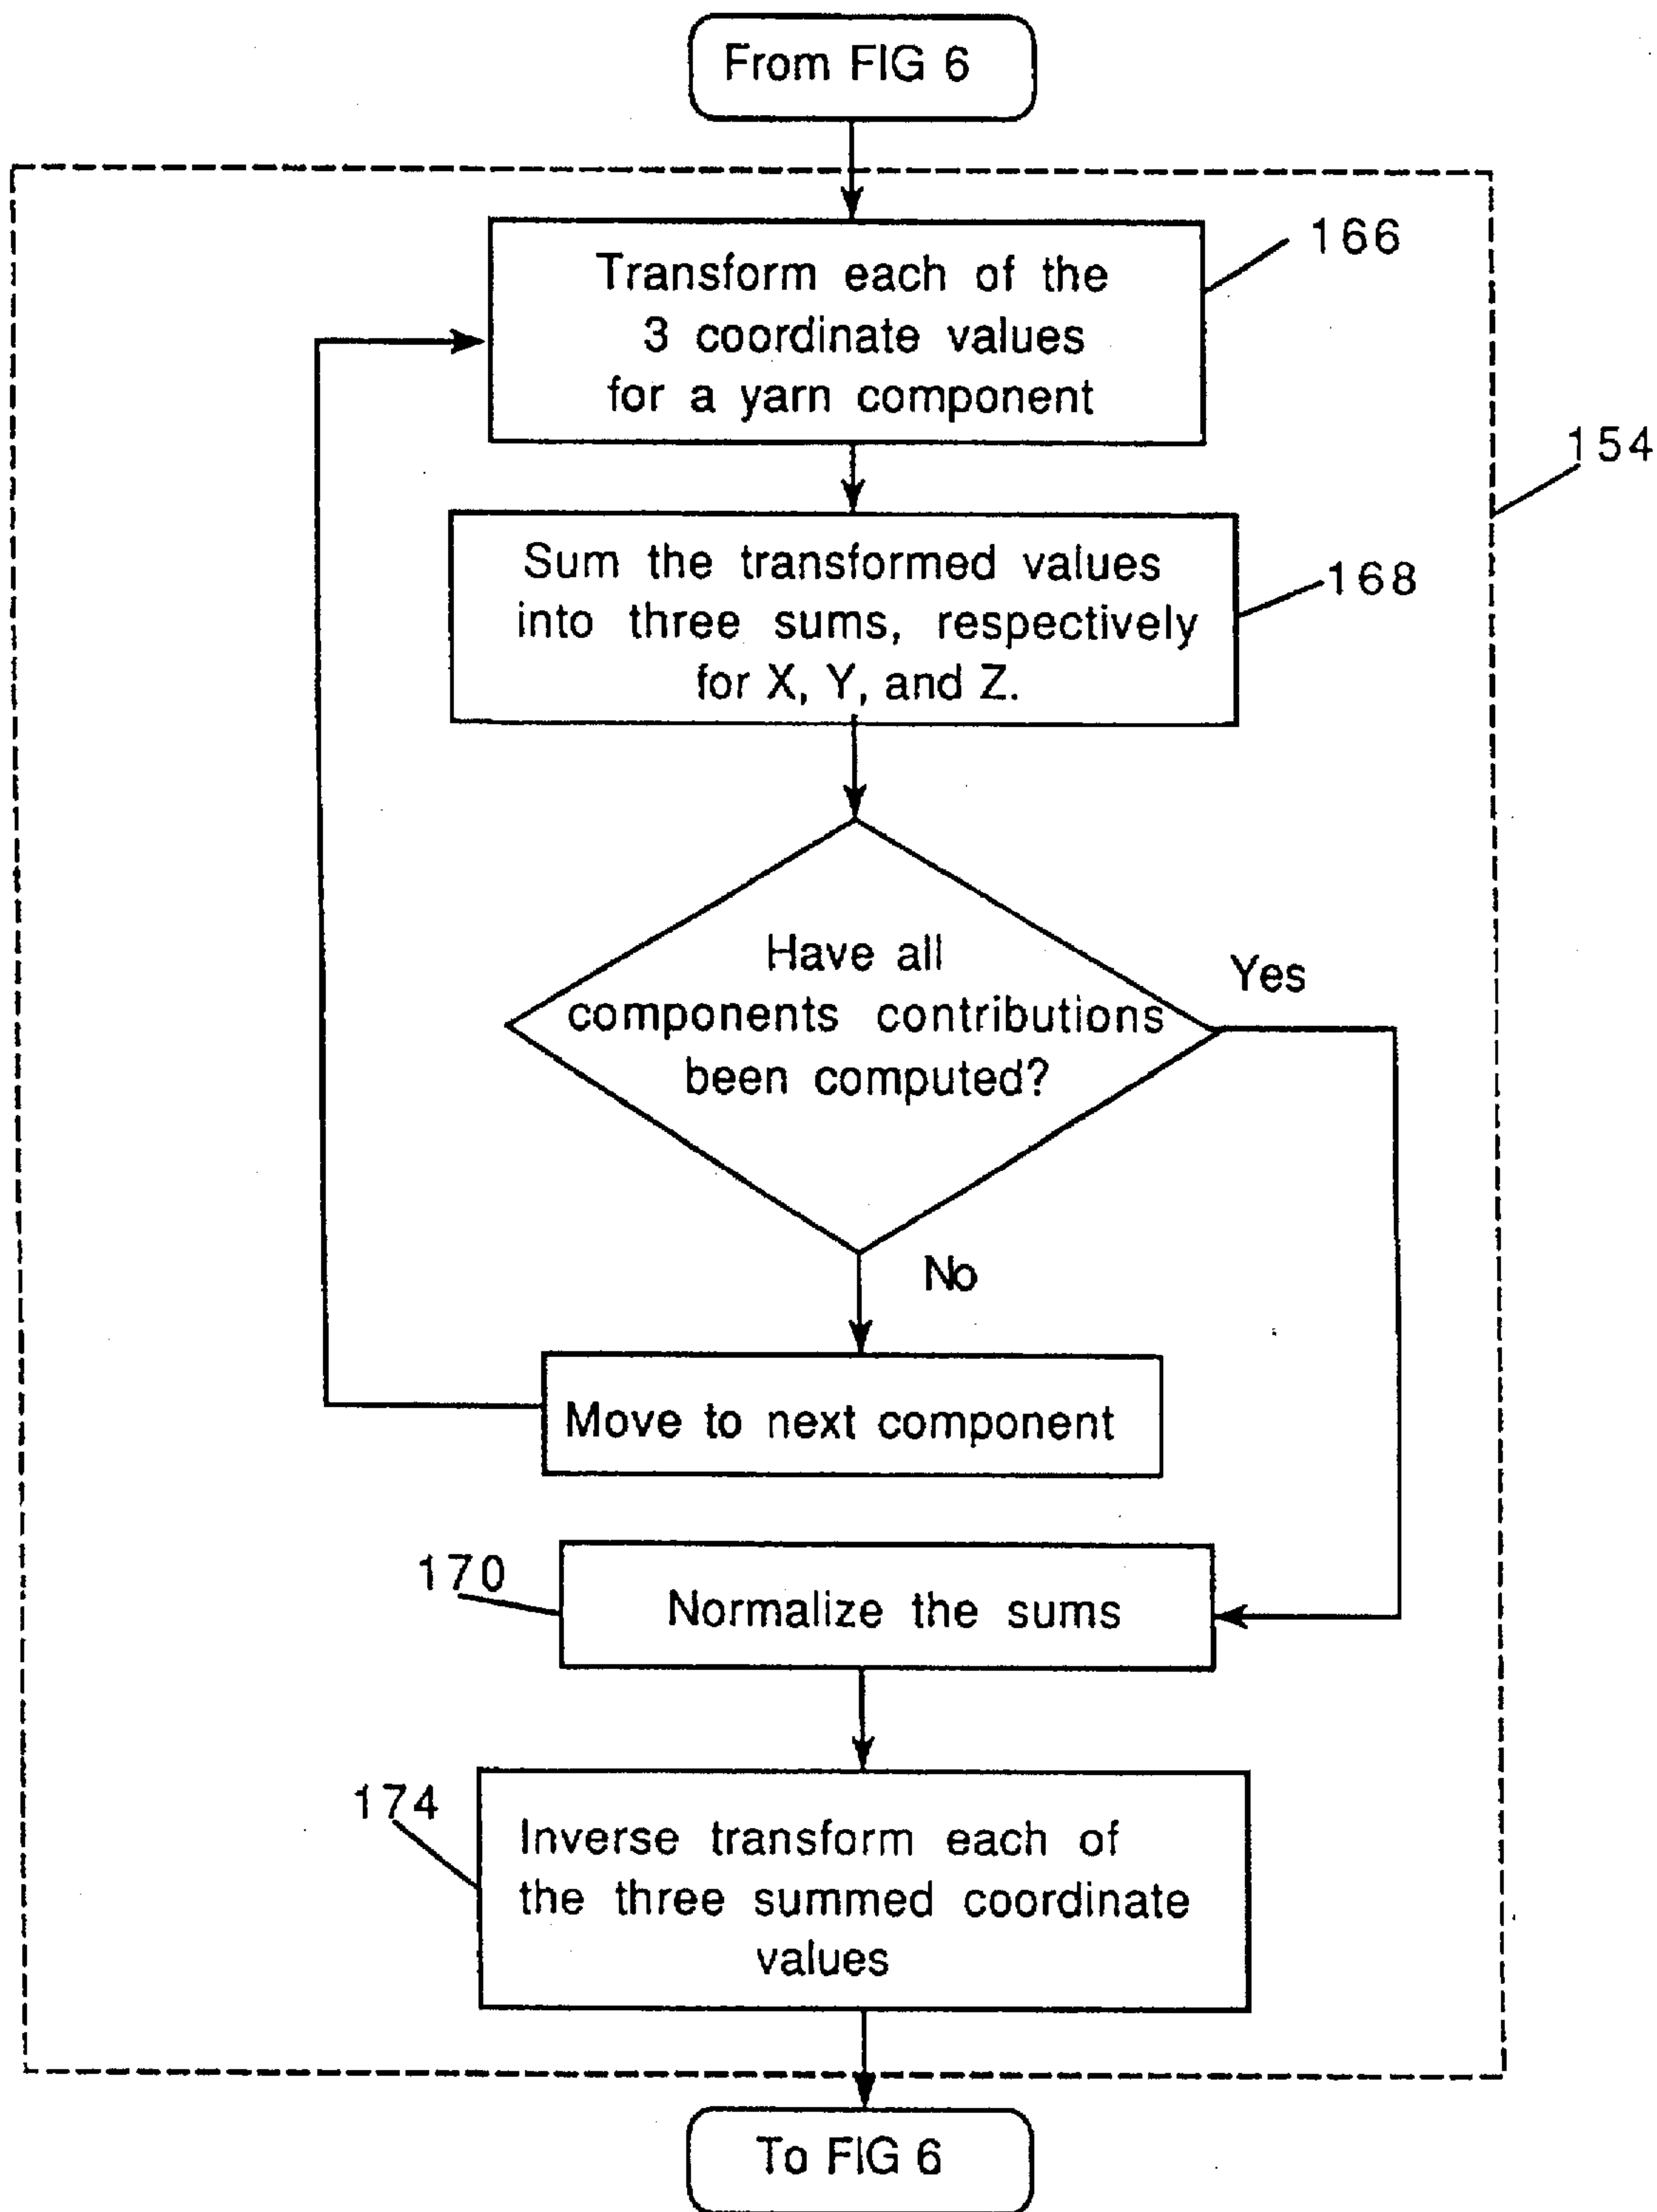 From FIG 6
Transform each of the
3 coordinate values
for a yarn component
166
154
Sum the transformed values
into three sums, respectively
for X, Y, and Z.
168
Have all
components contributions
been computed?
Yes
No
Move to next component
170
Normalize the sums
174
Inverse transform each of
the three summed coordinate
values
To FIG 6